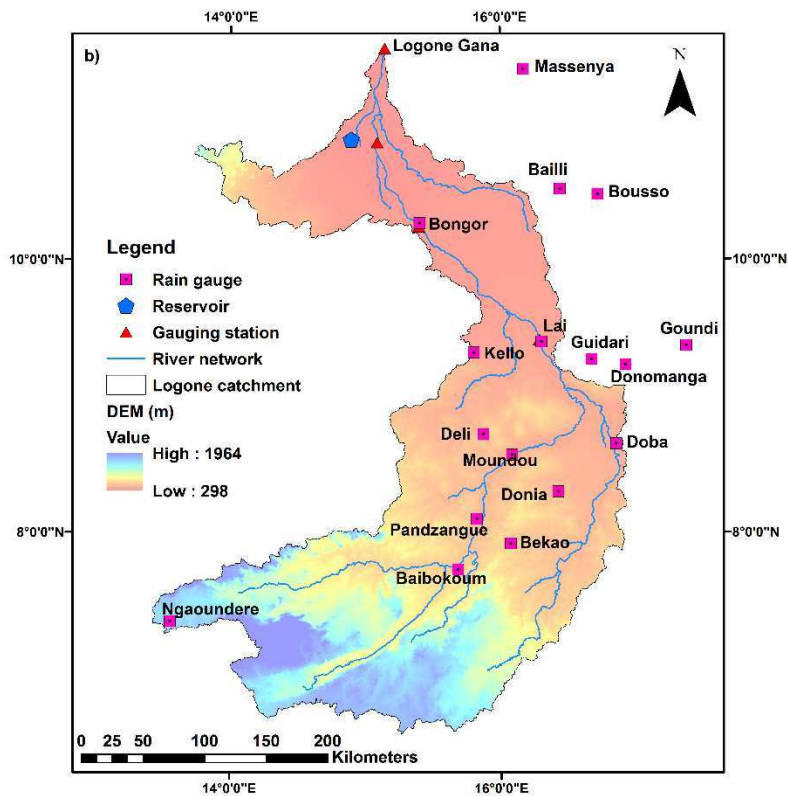 14°0'0"E
16°0'0"E
b)
Logone Gana
N
Massenya
Bailli
Bousso
Bongor
10°0'0"N
10°0'0"N
Legend
Rain gauge
Reservoir
Gauging station
River network
Logone catchment
DEM (m)
Value
High : 1964
Low : 298
Lai
Goundi
Guidari
Kello
Donomanga
Deli
Doba
Moundou
Donia
8°0'0"N
8°0'0"N
Pandzangue
Bekao
Baibokoum
Ngaoundere
0 25 50 100 150 200
Kilometers
14°0'0"E
16°0'0"E